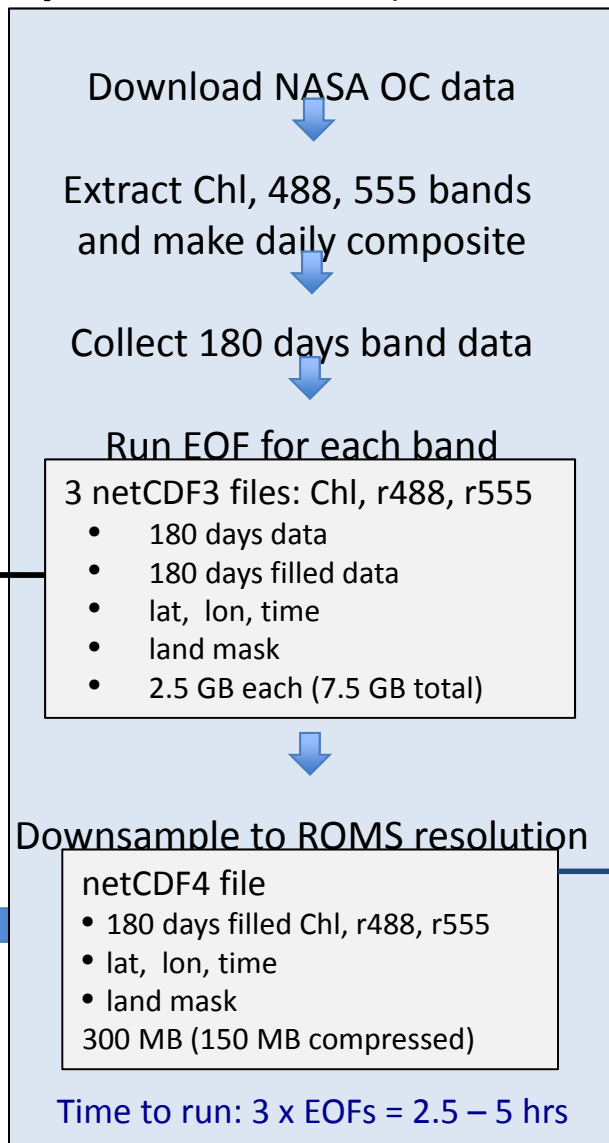 Download NASA OC data
Extract Chl, 488, 555 bands
and make daily composite
Collect 180 days band data
Run EOF for each band
3 netCDF3 files: Chl, r488, r555
• 180 days data
• 180 days filled data
• lat, lon, time
• land mask
• 2.5 GB each (7.5 GB total)
Downsample to ROMS resolution
netCDF4 file
• 180 days filled Chl, r488, r555
• lat, lon, time
• land mask
300 MB (150 MB compressed)
Time to run: 3 x EOFs = 2.5 – 5 hrs